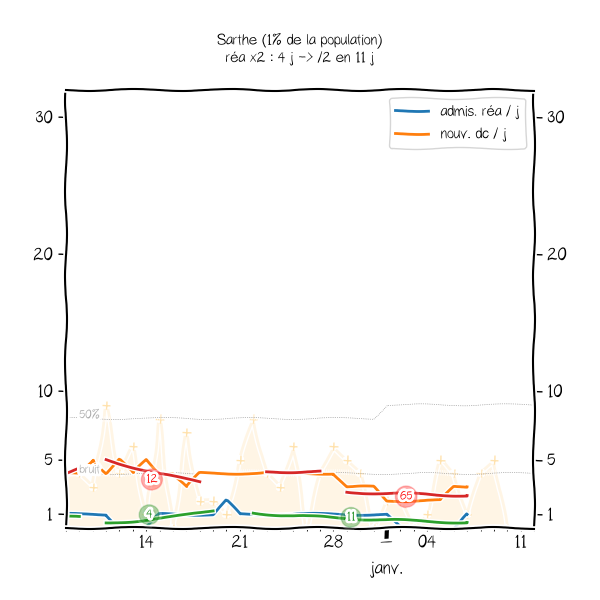 Sarthe (1% de la population)
réa x2 : 4 j -> /2 en 11 j
admis. réa / j
nouv. dc / j
30 30
20 20
10 10
50%
5 5
bruit
12 65
4 11
1 1
14 21 28 1 04 11
janv.